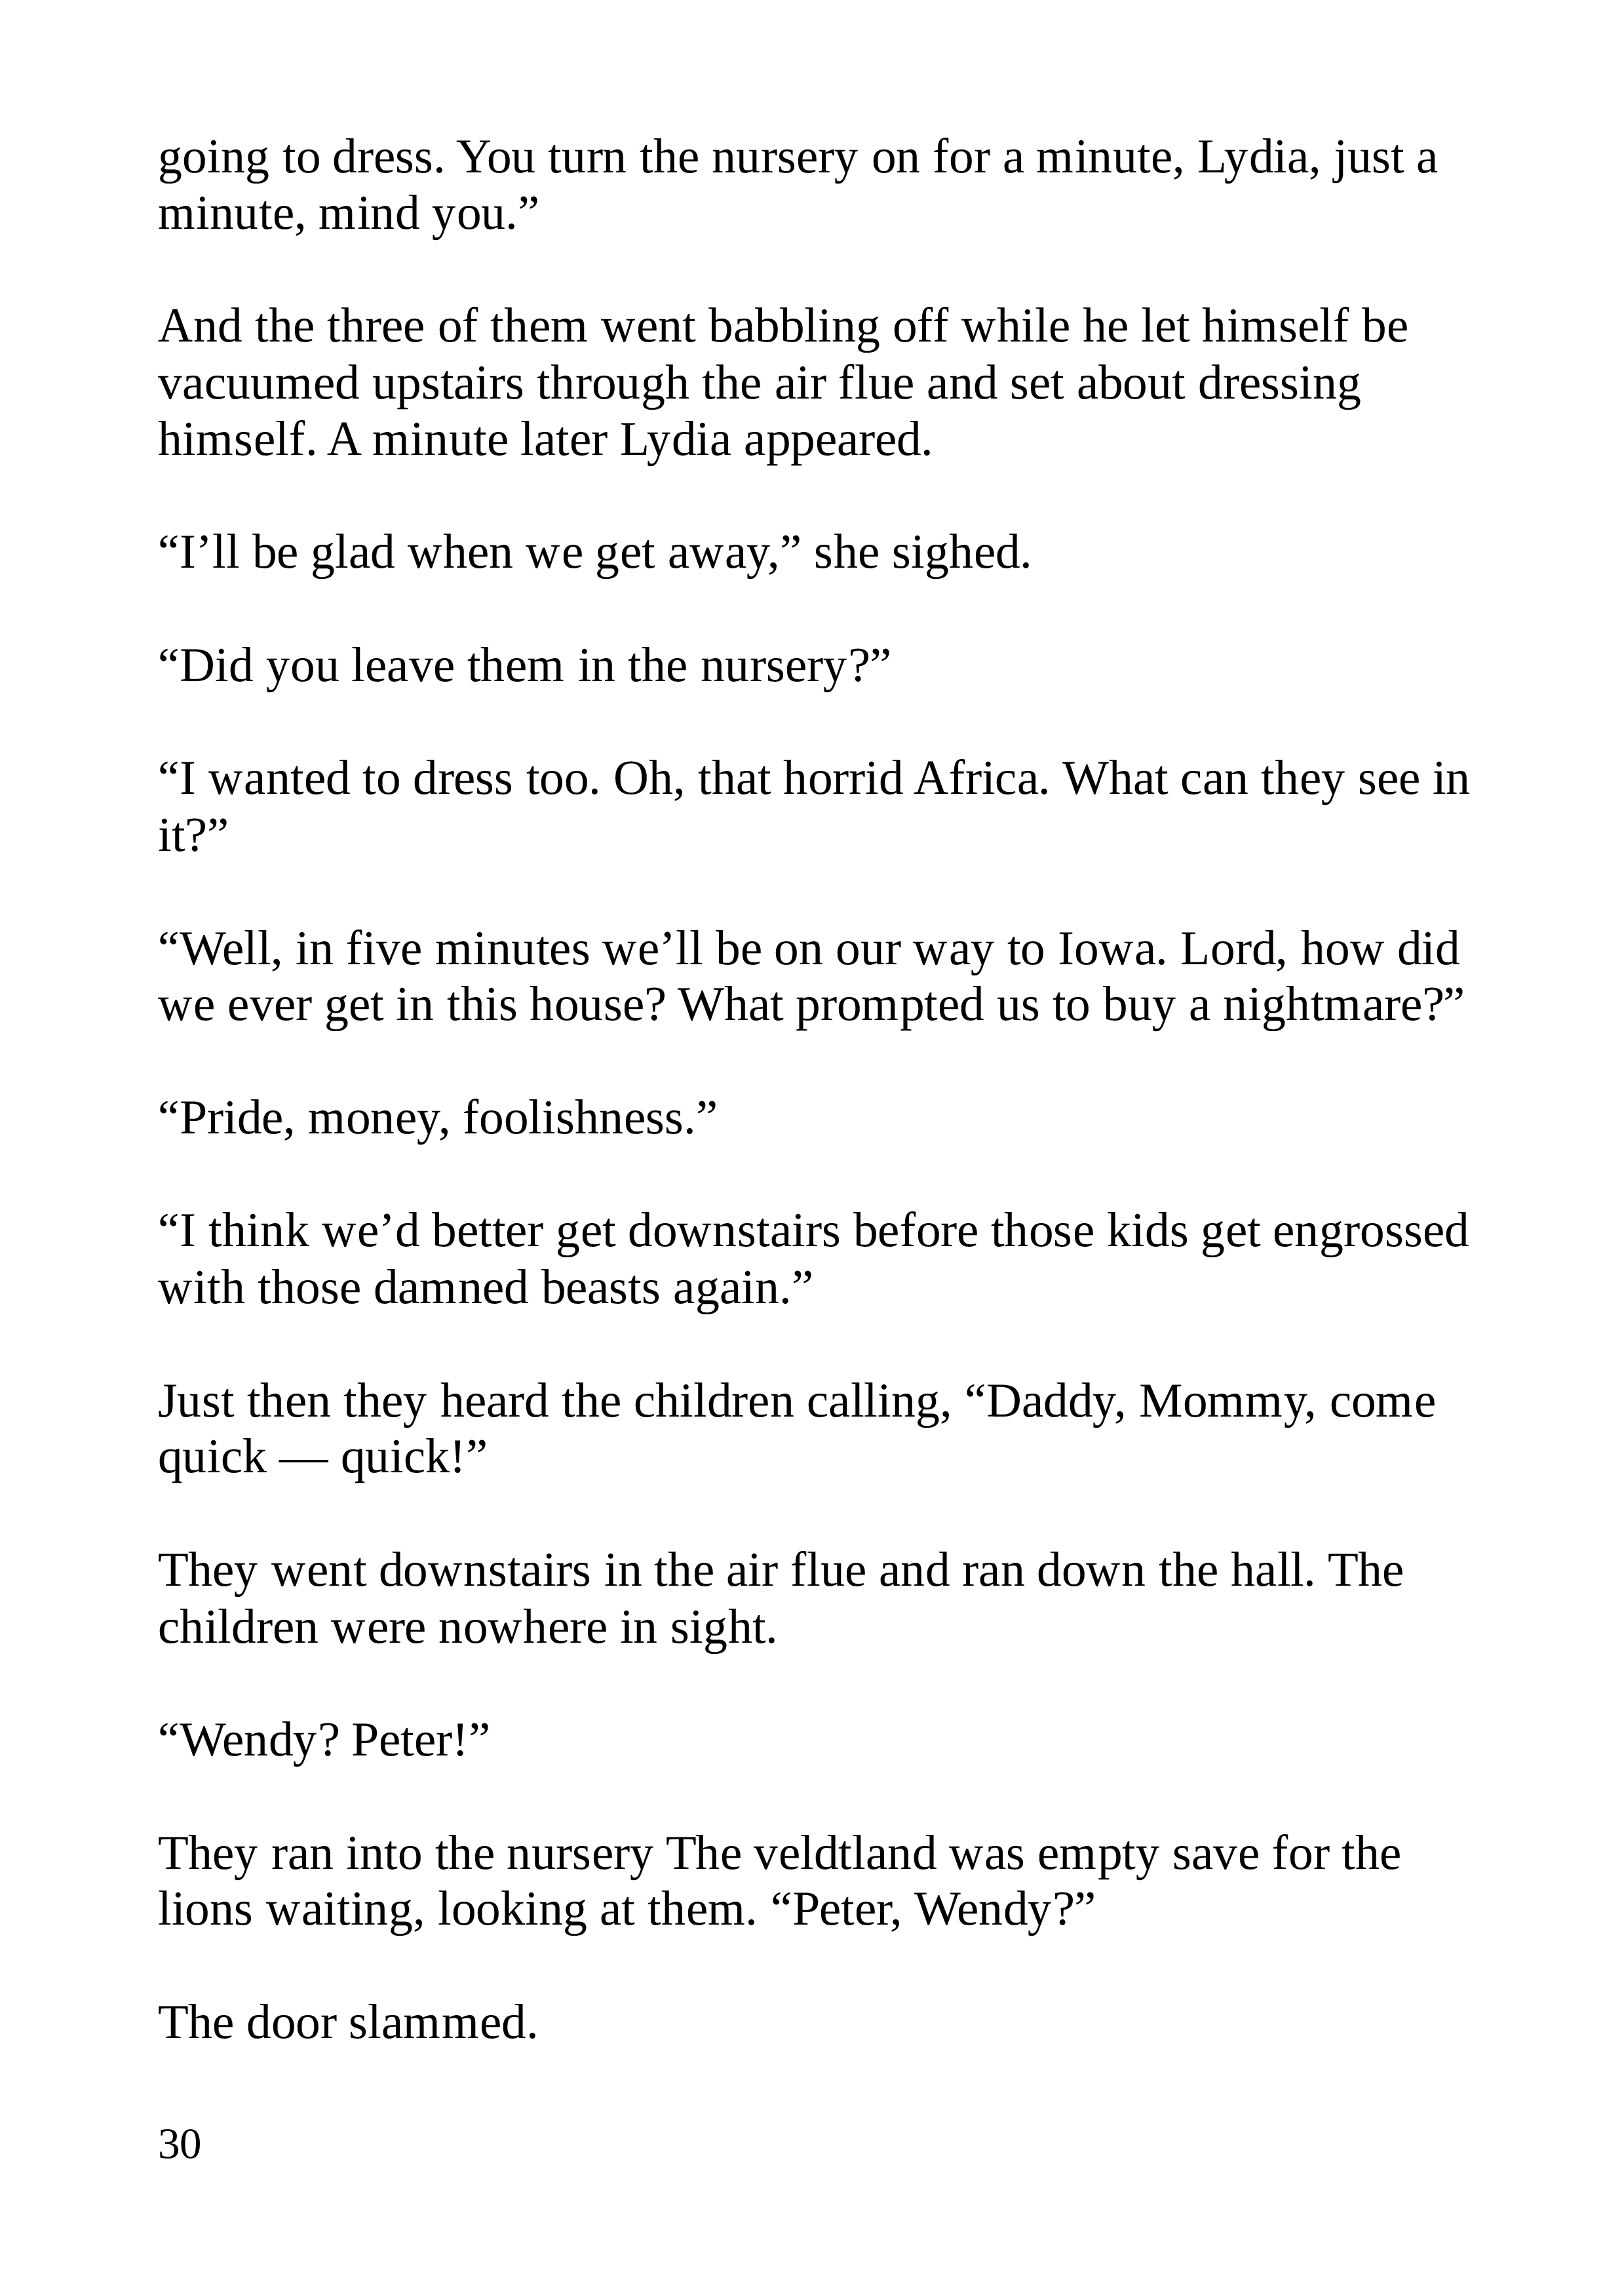 going to dress. You turn the nursery on for a minute, Lydia, just a
minute, mind you.”
And the three of them went babbling off while he let himself be
vacuumed upstairs through the air flue and set about dressing
himself. A minute later Lydia appeared.
“I’ll be glad when we get away,” she sighed.
“Did you leave them in the nursery?”
“I wanted to dress too. Oh, that horrid Africa. What can they see in
it?”
“Well, in five minutes we’ll be on our way to Iowa. Lord, how did
we ever get in this house? What prompted us to buy a nightmare?”
“Pride, money, foolishness.”
“I think we’d better get downstairs before those kids get engrossed
with those damned beasts again.”
Just then they heard the children calling, “Daddy, Mommy, come
quick — quick!”
They went downstairs in the air flue and ran down the hall. The
children were nowhere in sight.
“Wendy? Peter!”
They ran into the nursery The veldtland was empty save for the
lions waiting, looking at them. “Peter, Wendy?”
The door slammed.
30